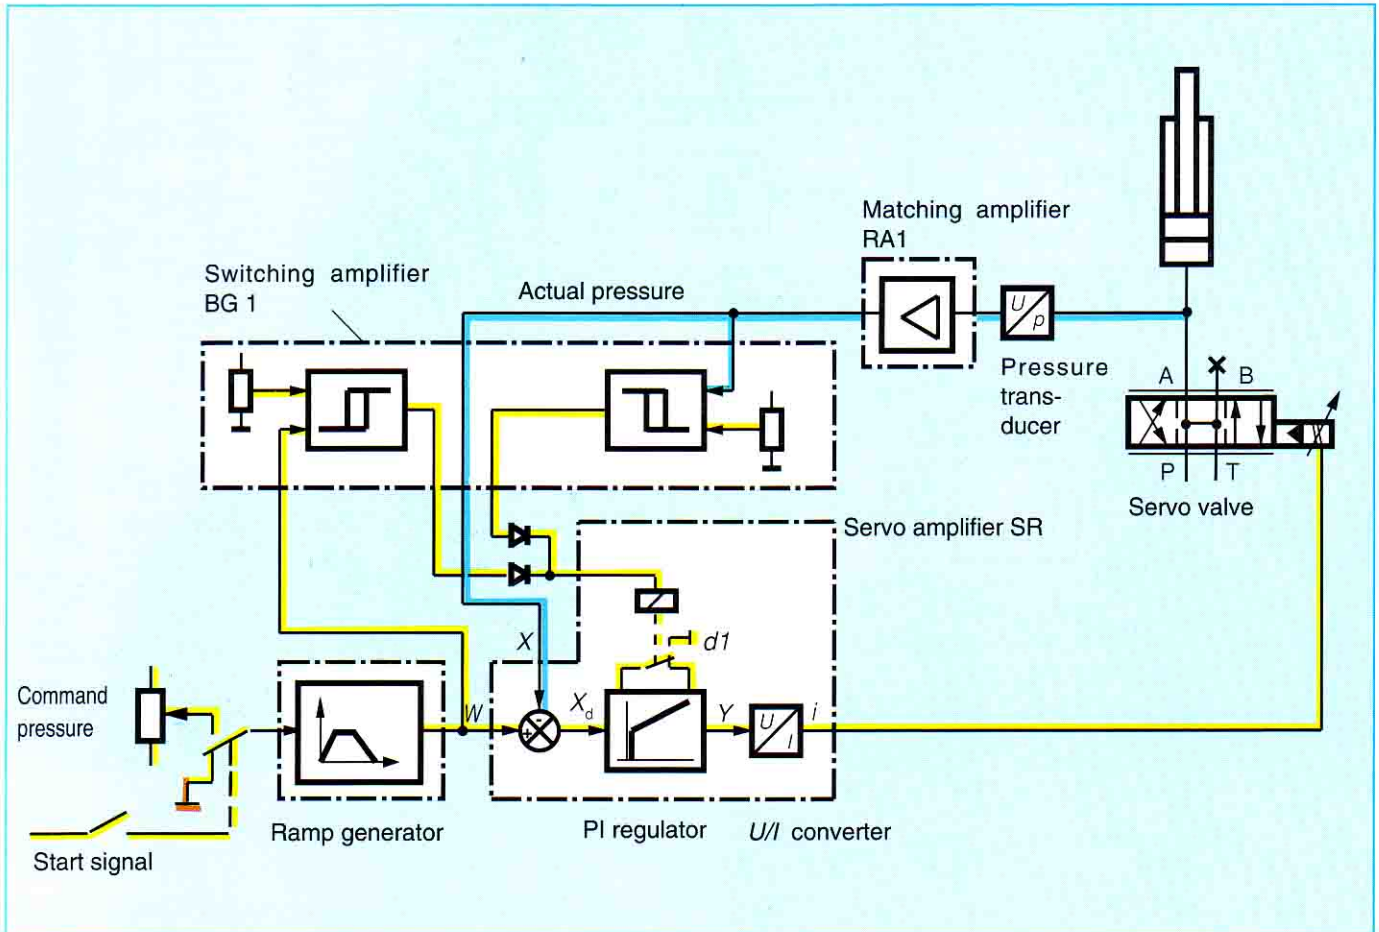 Matching amplifier
RA1
Switching amplifier
BG 1
Actual pressure
U
p
Pressure
trans-
ducer
A
B
P
T
Servo valve
Servo amplifier SR
X
d1
Command
pressure
W
-
+
Xd
Y
U
I
i
Ramp generator
PI regulator
U/I converter
Start signal